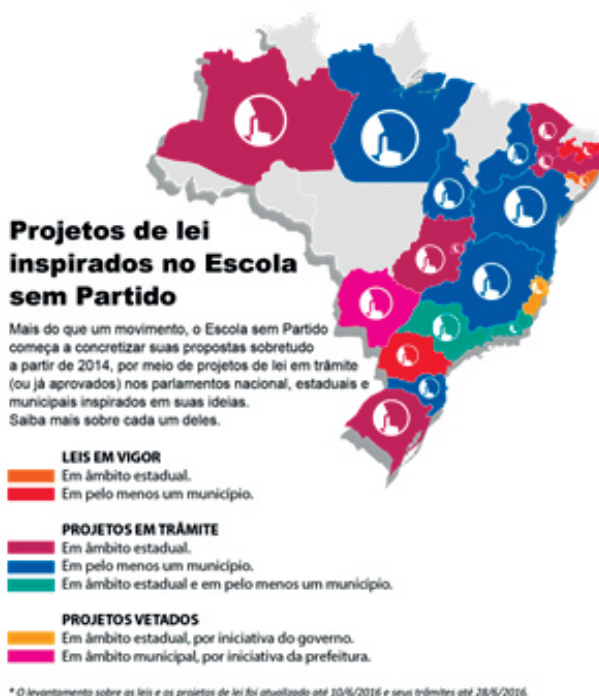 Projetos de lei
inspirados no Escola
sem Partido
Mais do que um movimento, o Escola sem Partido
começa a concretizar suas propostas sobretudo
a partir de 2014, por meio de projetos de lei em trâmite
(ou já aprovados) nos parlamentos nacional, estaduais e
municipais inspirados em suas ideias.
Saiba mais sobre cada um deles.
LEIS EM VIGOR
Em âmbito estadual.
Em pelo menos um município.
PROJETOS EM TRÂMITE
Em âmbito estadual.
Em pelo menos um município.
Em âmbito estadual e em pelo menos um município.
PROJETOS VETADOS
Em âmbito estadual, por iniciativa do governo.
Em âmbito municipal, por iniciativa da prefeitura.
* O levantamento sobre as leis e os projetos de lei foi atualizado até 10/6/2016 e seus trâmites até 28/6/2016.